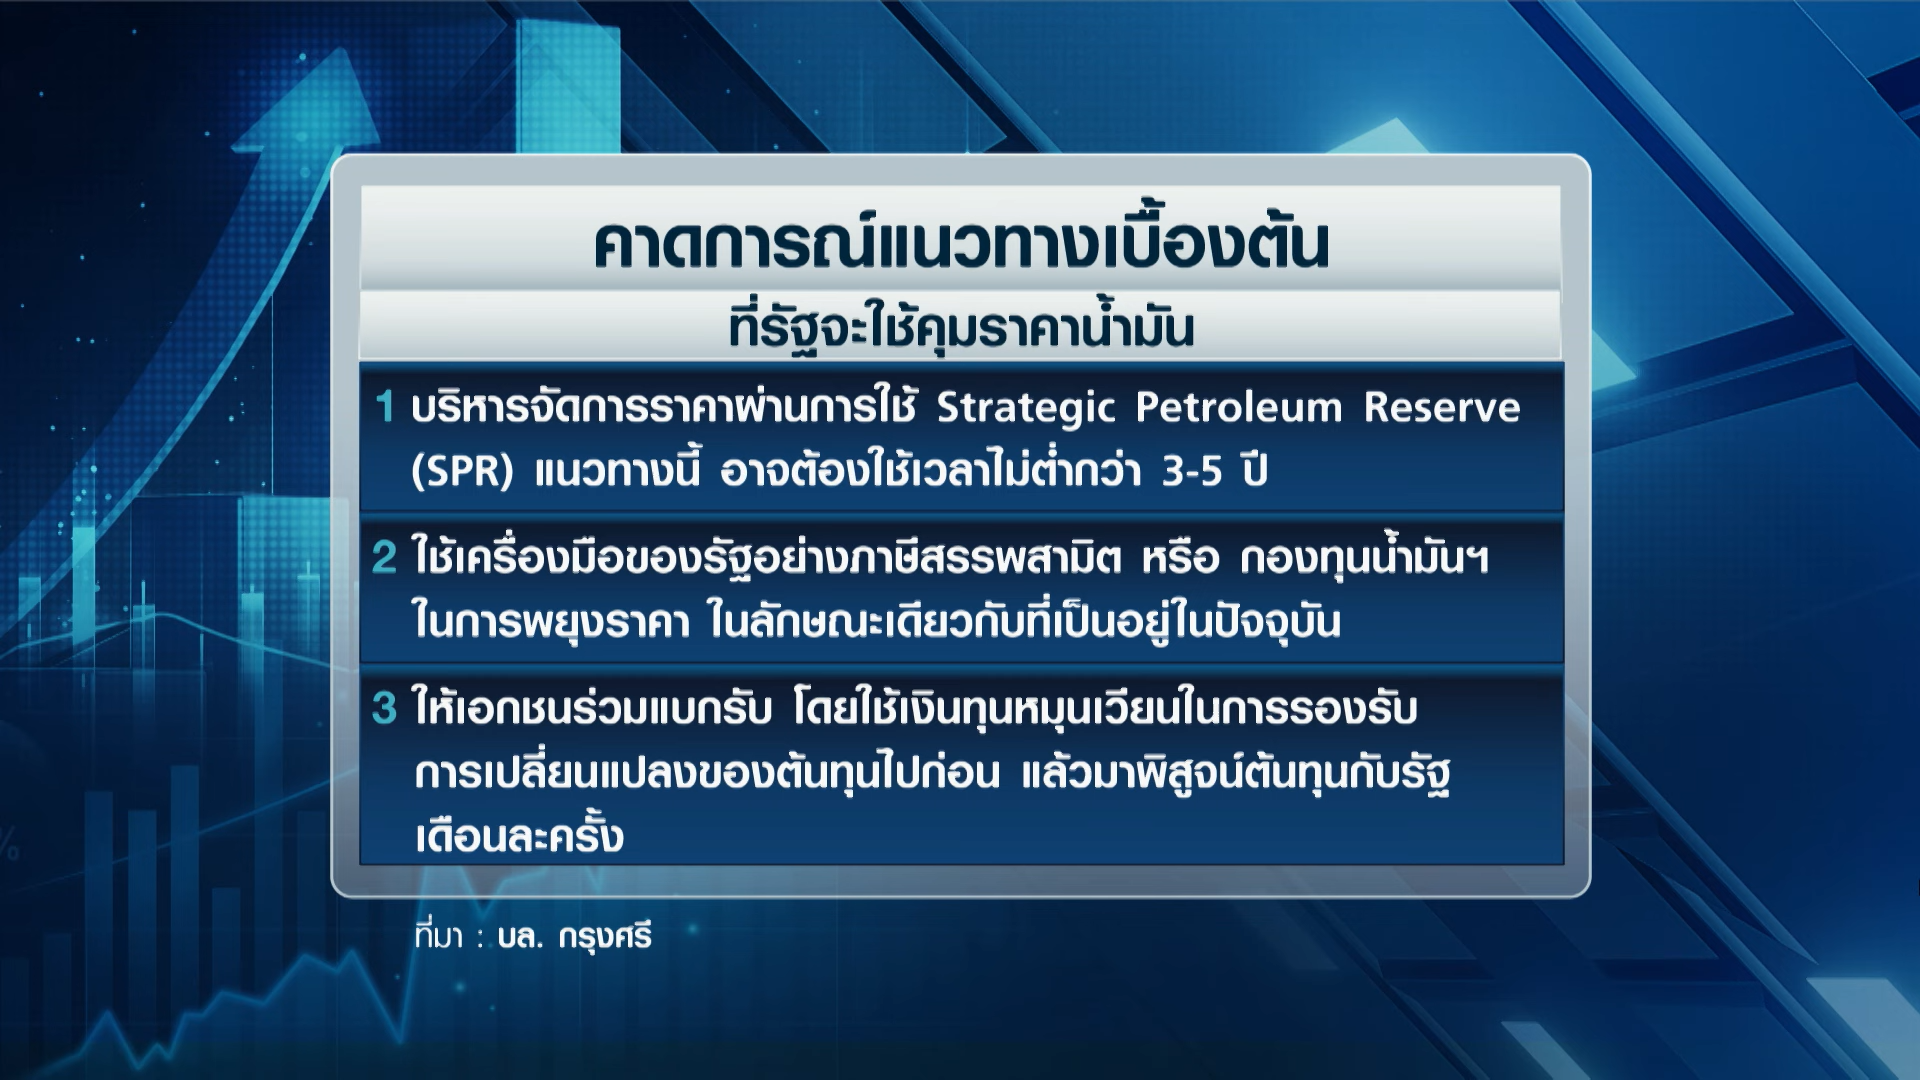 คาดการณ์แนวทางเบื้องต้น
ที่รัฐจะใช้คุมราคาน้ำมัน
1 บริหารจัดการราคาผ่านการใช้ Strategic Petroleum Reserve
(SPR) แนวทางนี้ อาจต้องใช้เวลาไม่ต่ำกว่า 3-5 ปี
2 ใช้เครื่องมือของรัฐอย่างภาษีสรรพสามิต หรือ กองทุนน้ำมันฯ
ในการพยุงราคา ในลักษณะเดียวกับที่เป็นอยู่ในปัจจุบัน
3 ให้เอกชนร่วมแบกรับ โดยใช้เงินทุนหมุนเวียนในการรองรับ
การเปลี่ยนแปลงของต้นทุนไปก่อน แล้วมาพิสูจน์ต้นทุนกับรัฐ
เดือนละครั้ง
ที่มา : บล. กรุงศรี
%